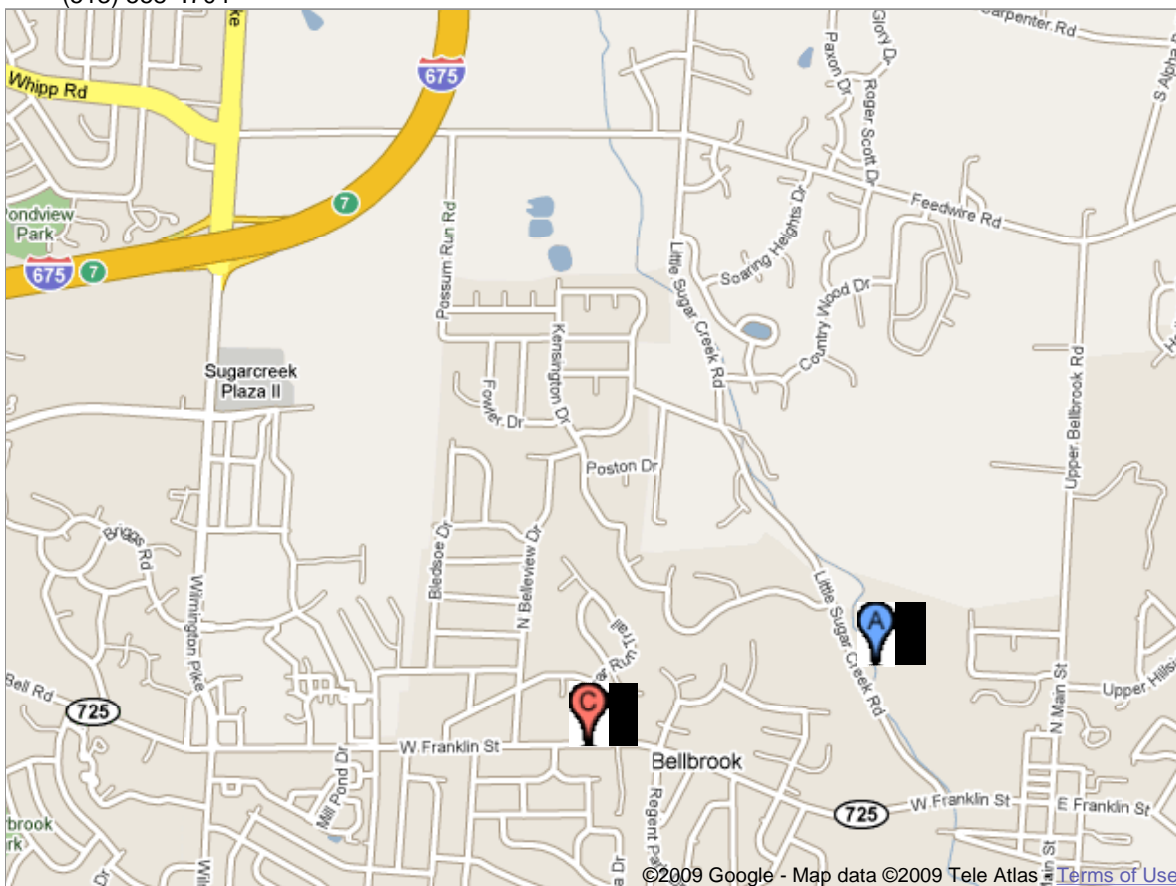 Carpenter Rd
Glory Dr
Paxon Dr
Whipp Rd
675
Roger Scott Dr
7
Feedwire Rd
Park
675
7
Possum Run Rd
Soaring Heights Dr
Little Sugar Creek Rd
Country Wood Dr
Kensington Dr
Upper Bellbrook Rd
Sugarcreek
Plaza II
Fowler Dr
Poston Dr
Briggs Rd
Bledsoe Dr
N Belleview Dr
Wilmington Pike
Little Sugar Creek Rd
A
Run Trail
Bell Rd
725
C
N Main St
W Franklin St
Mill Pond Dr
Bellbrook
Regent
725
W Franklin St
E Franklin St
Dr
©2009 Google - Map data ©2009 Tele Atlas - Terms of Use